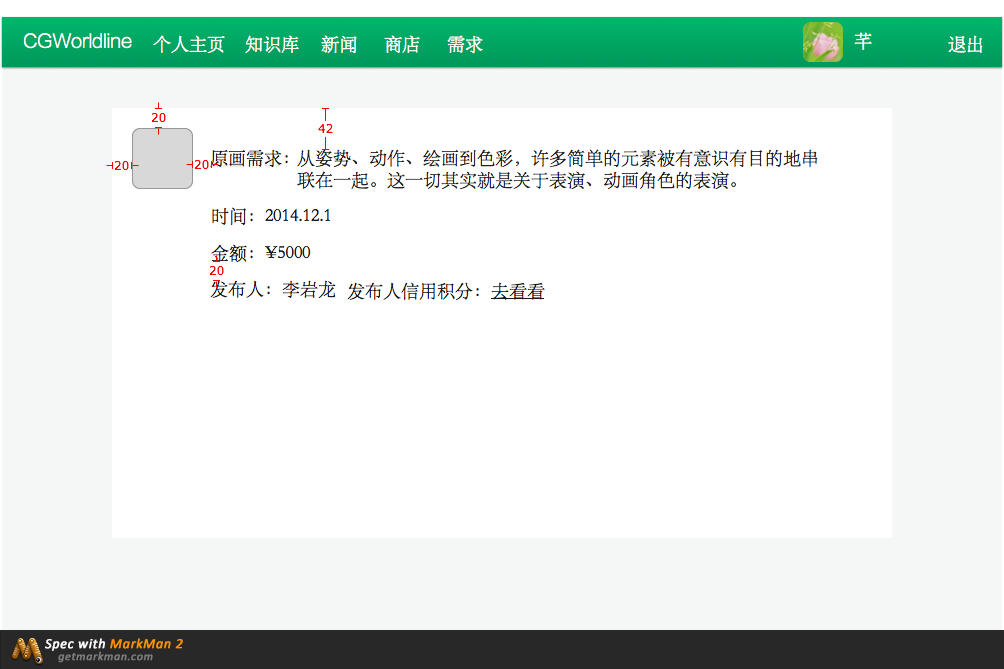 CGWorldline 个人主页 知识库 新闻 商店 需求 芊 退出
20
42
20 20
原画需求：从姿势、动作、绘画到色彩，许多简单的元素被有意识有目的地串
联在一起。这一切其实就是关于表演、动画角色的表演。
时间：2014.12.1
金额：¥5000
20
发布人：李岩龙 发布人信用积分：去看看
Spec with MarkMan 2
getmarkman.com